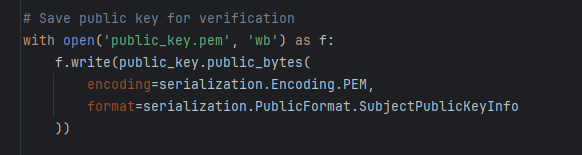 # Save public key for verification
with open('public_key.pem', 'wb') as f:
    f.write(public_key.public_bytes(
        encoding=serialization.Encoding.PEM,
        format=serialization.PublicFormat.SubjectPublicKeyInfo
    ))